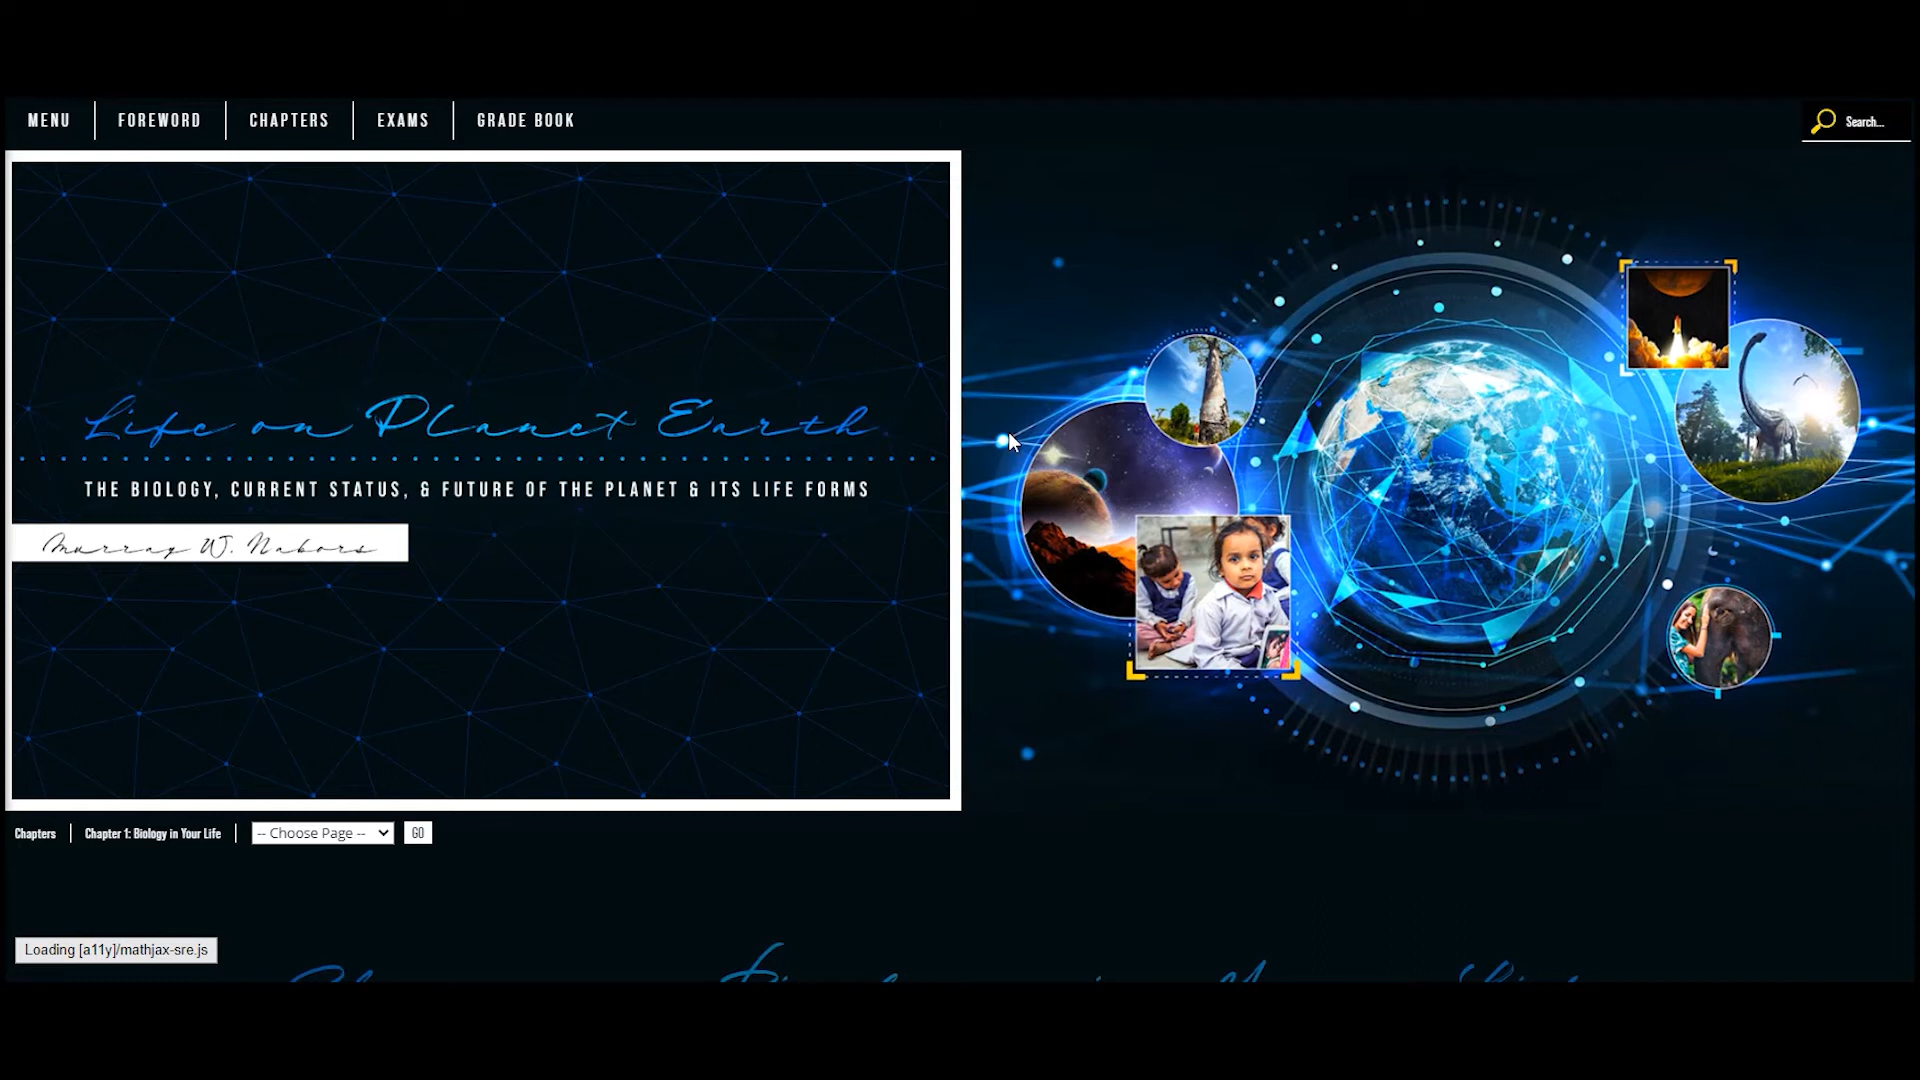 MENU
FOREWORD
CHAPTERS
EXAMS
GRADE BOOK
Search...
Life on Planet Earth
THE BIOLOGY, CURRENT STATUS, & FUTURE OF THE PLANET & ITS LIFE FORMS
Murray W. Nabors
Chapters
Chapter 1: Biology in Your Life
-- Choose Page --
GO
Loading [a11y]/mathjax-sre.js